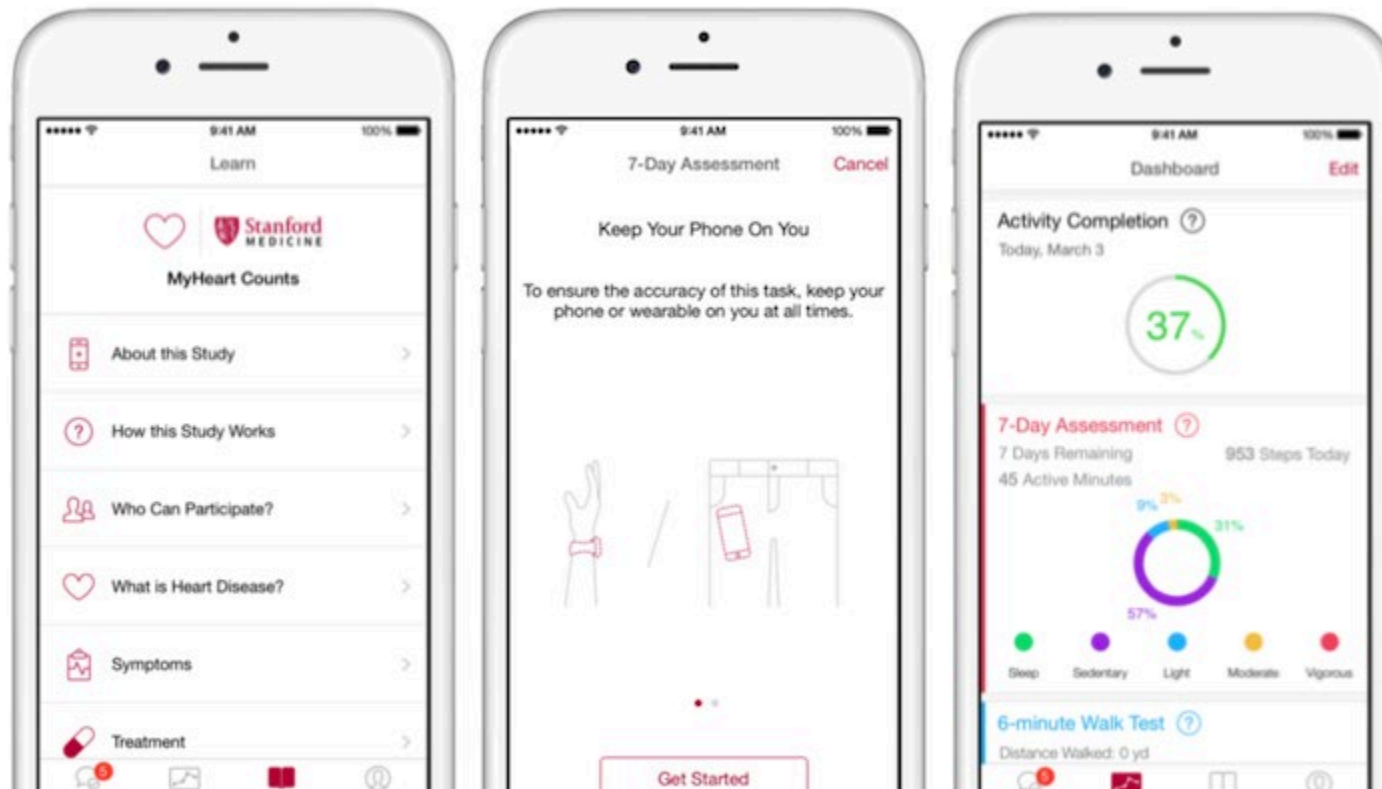 9:41 AM
100%
Learn
Stanford
MEDICINE
MyHeart Counts
About this Study
?
How this Study Works
Who Can Participate?
What is Heart Disease?
Symptoms
Treatment
5
9:41 AM
100%
7-Day Assessment
Cancel
Keep Your Phone On You
To ensure the accuracy of this task, keep your
phone or wearable on you at all times.
Get Started
9:41 AM
100%
Dashboard
Edit
Activity Completion ?
Today, March 3
37%
7-Day Assessment ?
7 Days Remaining
953 Steps Today
45 Active Minutes
9%
3%
31%
57%
Sleep
Sedentary
Light
Moderate
Vigorous
6-minute Walk Test ?
Distance Walked: 0 yd
5